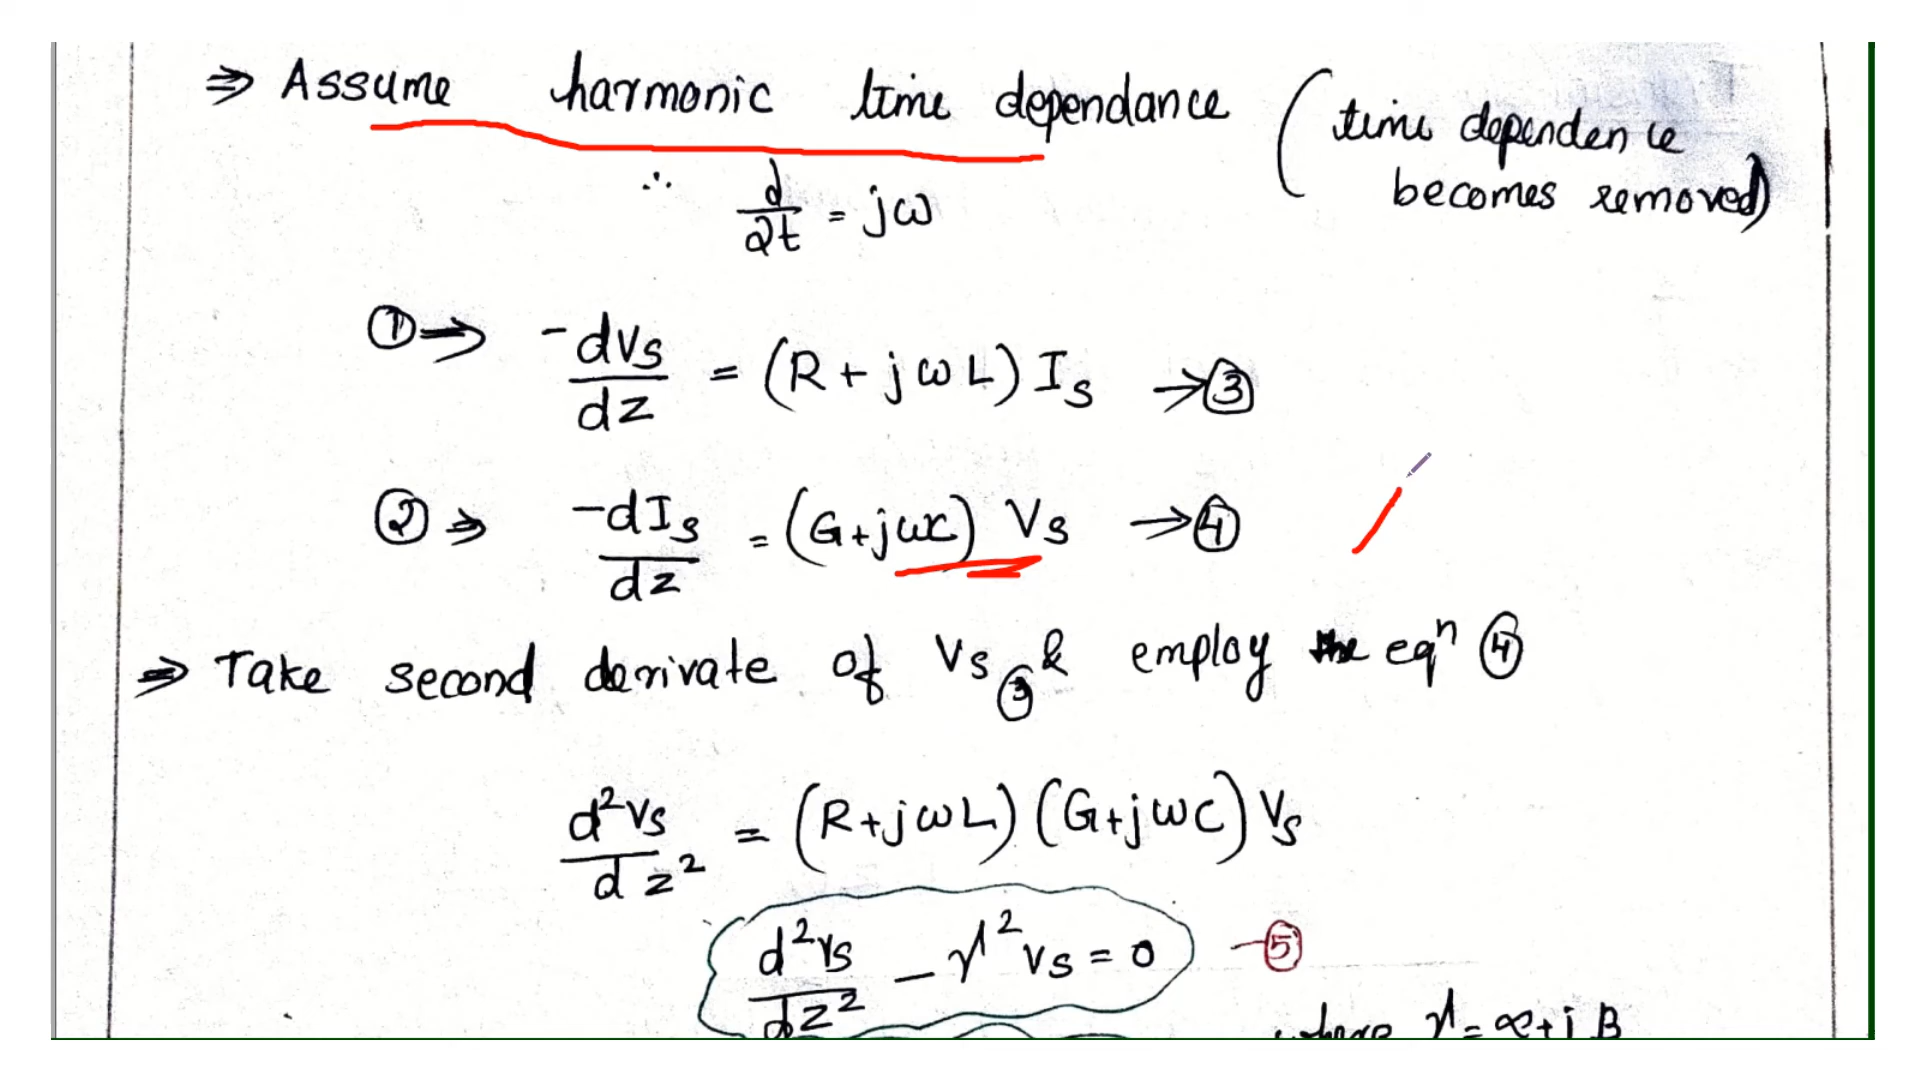 ⇒ Assume harmonic time dependance (time dependence
becomes removed)
∴ d/∂t = jω
① ⇒ -dVs/dz = (R + jωL) Is → ③
② ⇒ -dIs/dz = (G+jωc) Vs → ④
⇒ Take second derivate of Vs ③ & employ the eqⁿ ④
d²Vs/dz² = (R+jωL) (G+jωC) Vs
d²Vs/dz² - γ² Vs = 0 - ⑤
where γ = α+jβ